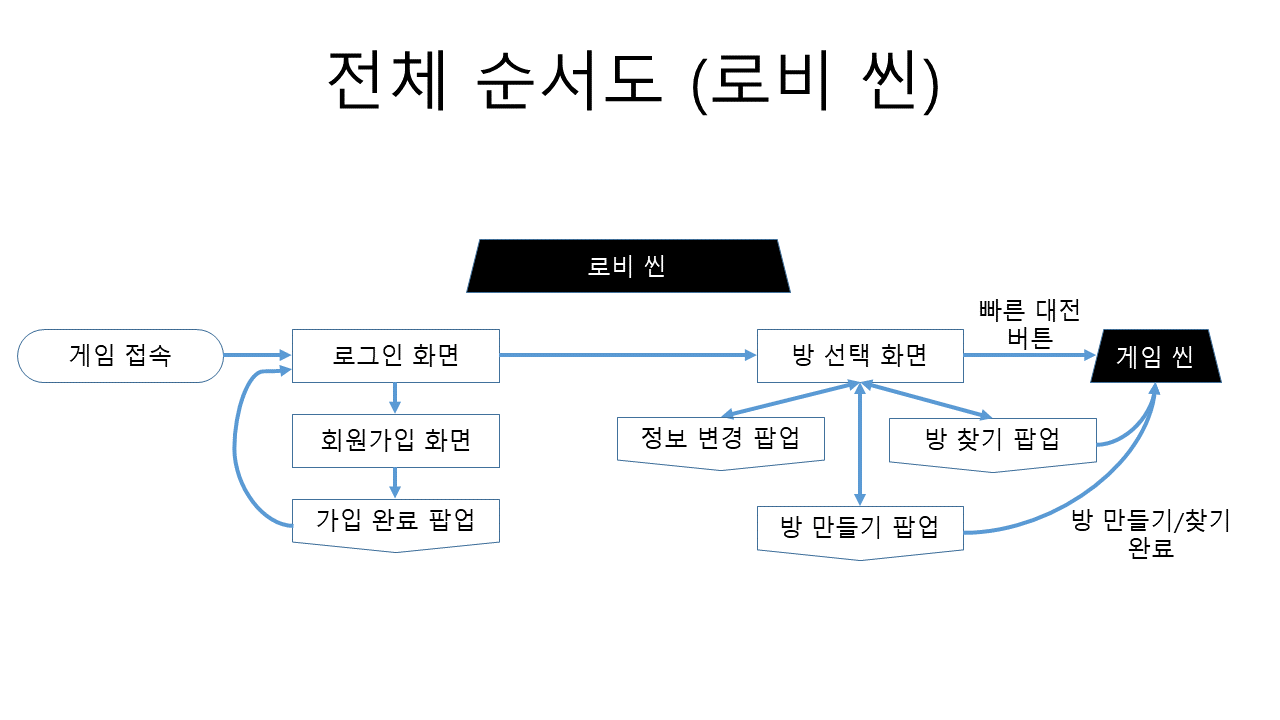 전체 순서도 (로비 씬)
로비 씬
빠른 대전
버튼
게임 접속
로그인 화면
방 선택 화면
게임 씬
회원가입 화면
정보 변경 팝업
방 찾기 팝업
가입 완료 팝업
방 만들기 팝업
방 만들기/찾기
완료